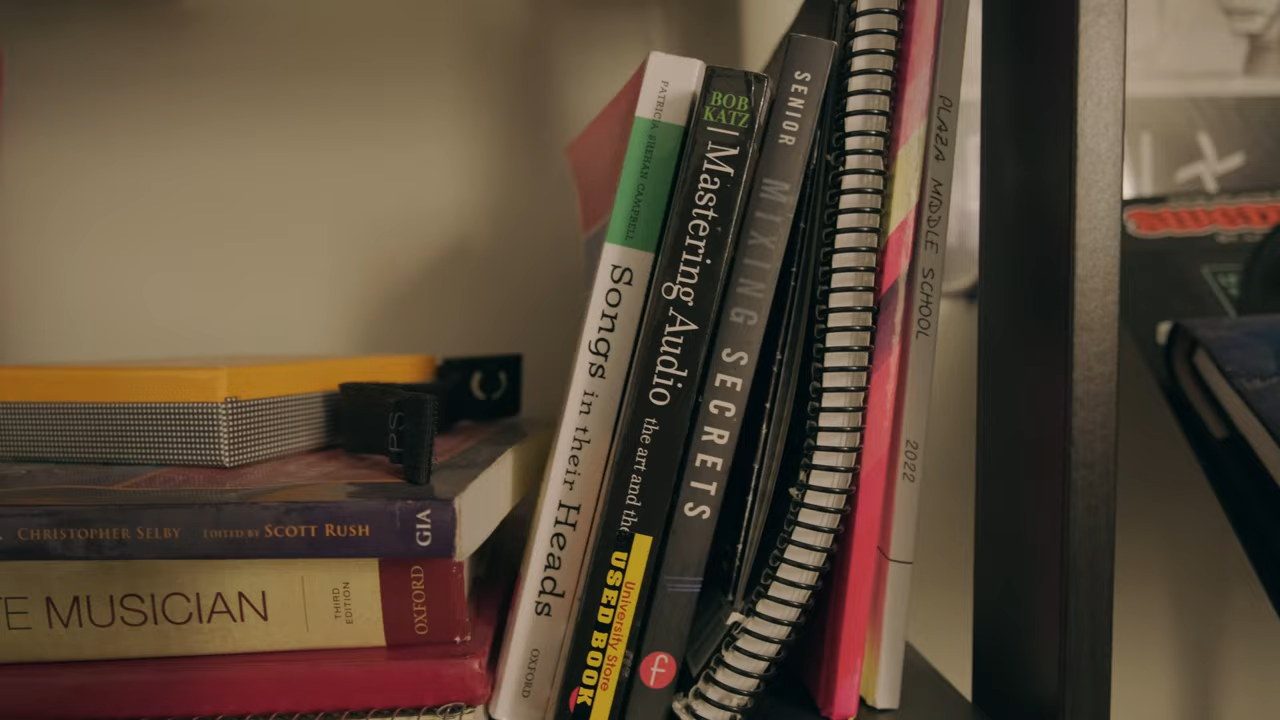 CHRISTOPHER SELBY EDITED BY SCOTT RUSH GIA
TE MUSICIAN THIRD EDITION OXFORD
PATRICIA SHEHAN CAMPBELL Songs in their Heads OXFORD
BOB KATZ Mastering Audio the art and the
USED BOOK
University Store
SENIOR MIXING SECRETS
PLAZA MIDDLE SCHOOL 2022